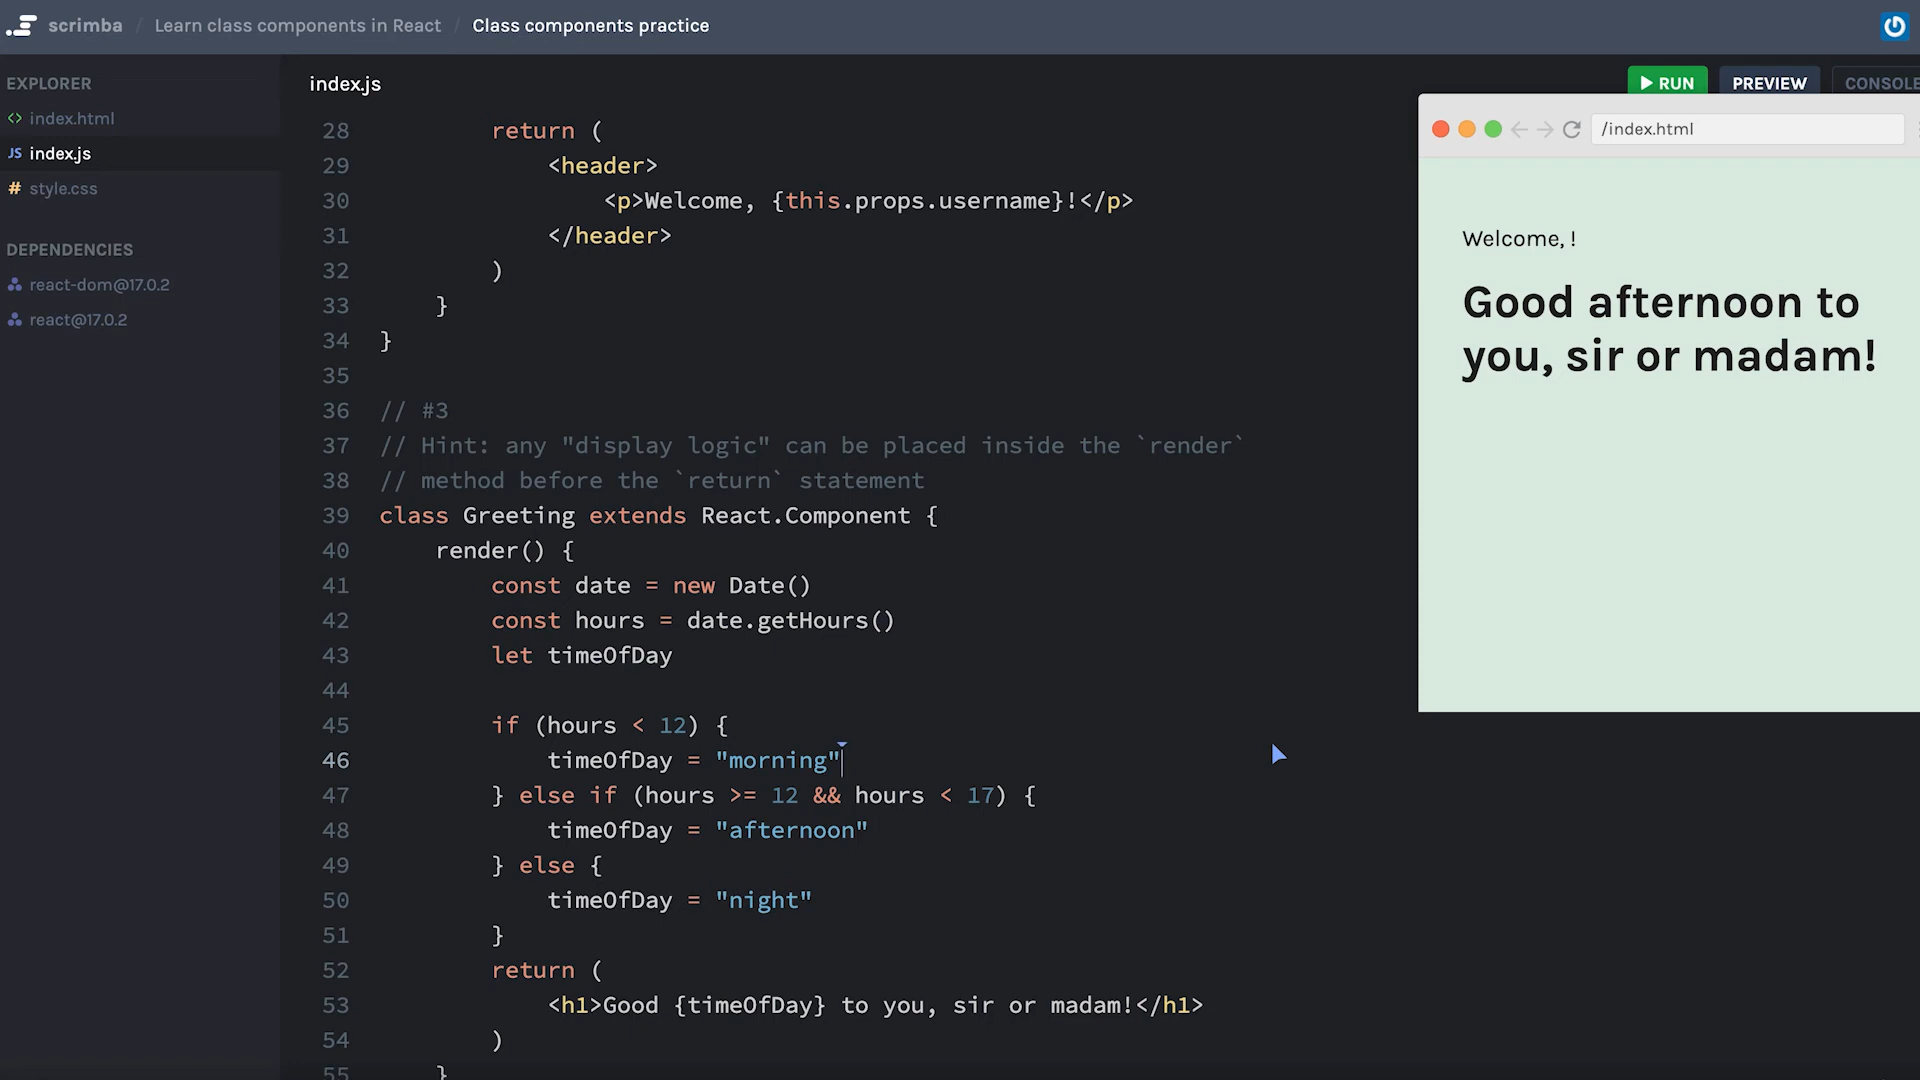 scrimba / Learn class components in React / Class components practice
EXPLORER
<> index.html
JS index.js
# style.css
DEPENDENCIES
react-dom@17.0.2
react@17.0.2
index.js
RUN
PREVIEW
CONSOLE
28 return (
29 <header>
30 <p>Welcome, {this.props.username}!</p>
31 </header>
32 )
33 }
34 }
35
36 // #3
37 // Hint: any "display logic" can be placed inside the `render`
38 // method before the `return` statement
39 class Greeting extends React.Component {
40 render() {
41 const date = new Date()
42 const hours = date.getHours()
43 let timeOfDay
44
45 if (hours < 12) {
46 timeOfDay = "morning"
47 } else if (hours >= 12 && hours < 17) {
48 timeOfDay = "afternoon"
49 } else {
50 timeOfDay = "night"
51 }
52 return (
53 <h1>Good {timeOfDay} to you, sir or madam!</h1>
54 )
55 }
/index.html
Welcome, !
Good afternoon to
you, sir or madam!